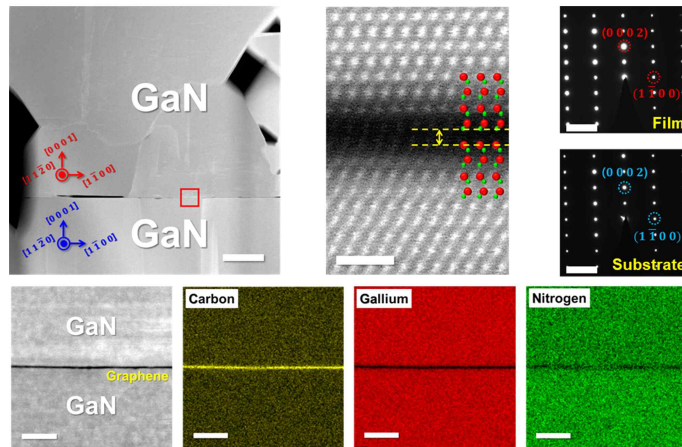 GaN
[0 0 0 1]
[1 1 2̄ 0]
[1 1̄ 0 0]
[0 0 0 1]
[1 1 2̄ 0]
[1 1̄ 0 0]
GaN
(0 0 0 2)
(1 1̄ 0 0)
Film
(0 0 0 2)
(1 1̄ 0 0)
Substrate
GaN
Graphene
GaN
Carbon
Gallium
Nitrogen